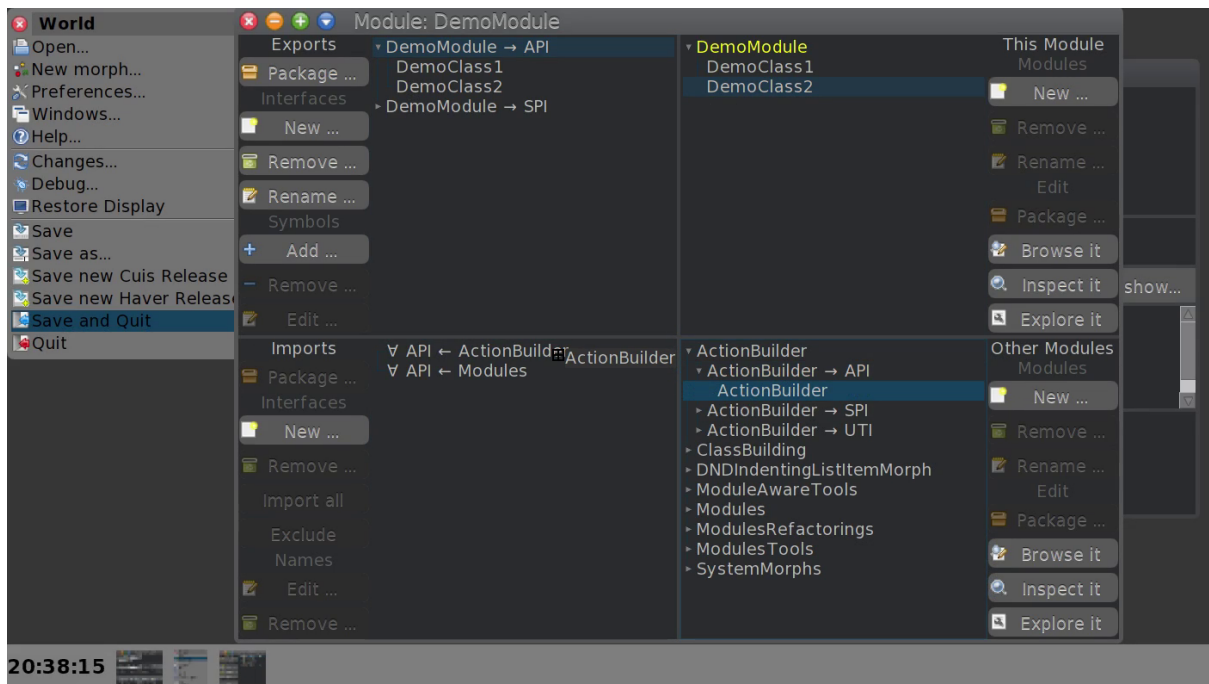 World
Open...
New morph...
Preferences...
Windows...
Help...
Changes...
Debug...
Restore Display
Save
Save as...
Save new Cuis Release
Save new Haver Release
Save and Quit
Quit
Module: DemoModule
Exports
Package ...
Interfaces
New ...
Remove ...
Rename ...
Symbols
Add ...
Remove ...
Edit ...
DemoModule → API
DemoClass1
DemoClass2
DemoModule → SPI
DemoModule
DemoClass1
DemoClass2
This Module
Modules
New ...
Remove ...
Rename ...
Edit
Package ...
Browse it
Inspect it
Explore it
show...
Imports
Package ...
Interfaces
New ...
Remove ...
Import all
Exclude
Names
Edit ...
Remove ...
∀ API ← ActionBuilder
ActionBuilder
∀ API ← Modules
ActionBuilder
ActionBuilder → API
ActionBuilder
ActionBuilder → SPI
ActionBuilder → UTI
ClassBuilding
DNDIndentingListItemMorph
ModuleAwareTools
Modules
ModulesRefactorings
ModulesTools
SystemMorphs
Other Modules
Modules
New ...
Remove ...
Rename ...
Edit
Package ...
Browse it
Inspect it
Explore it
20:38:15